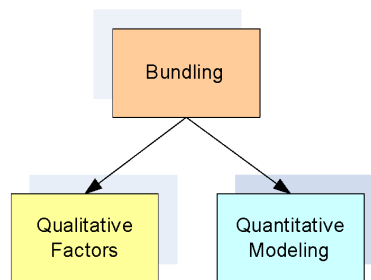 Bundling
Qualitative
Factors
Quantitative
Modeling